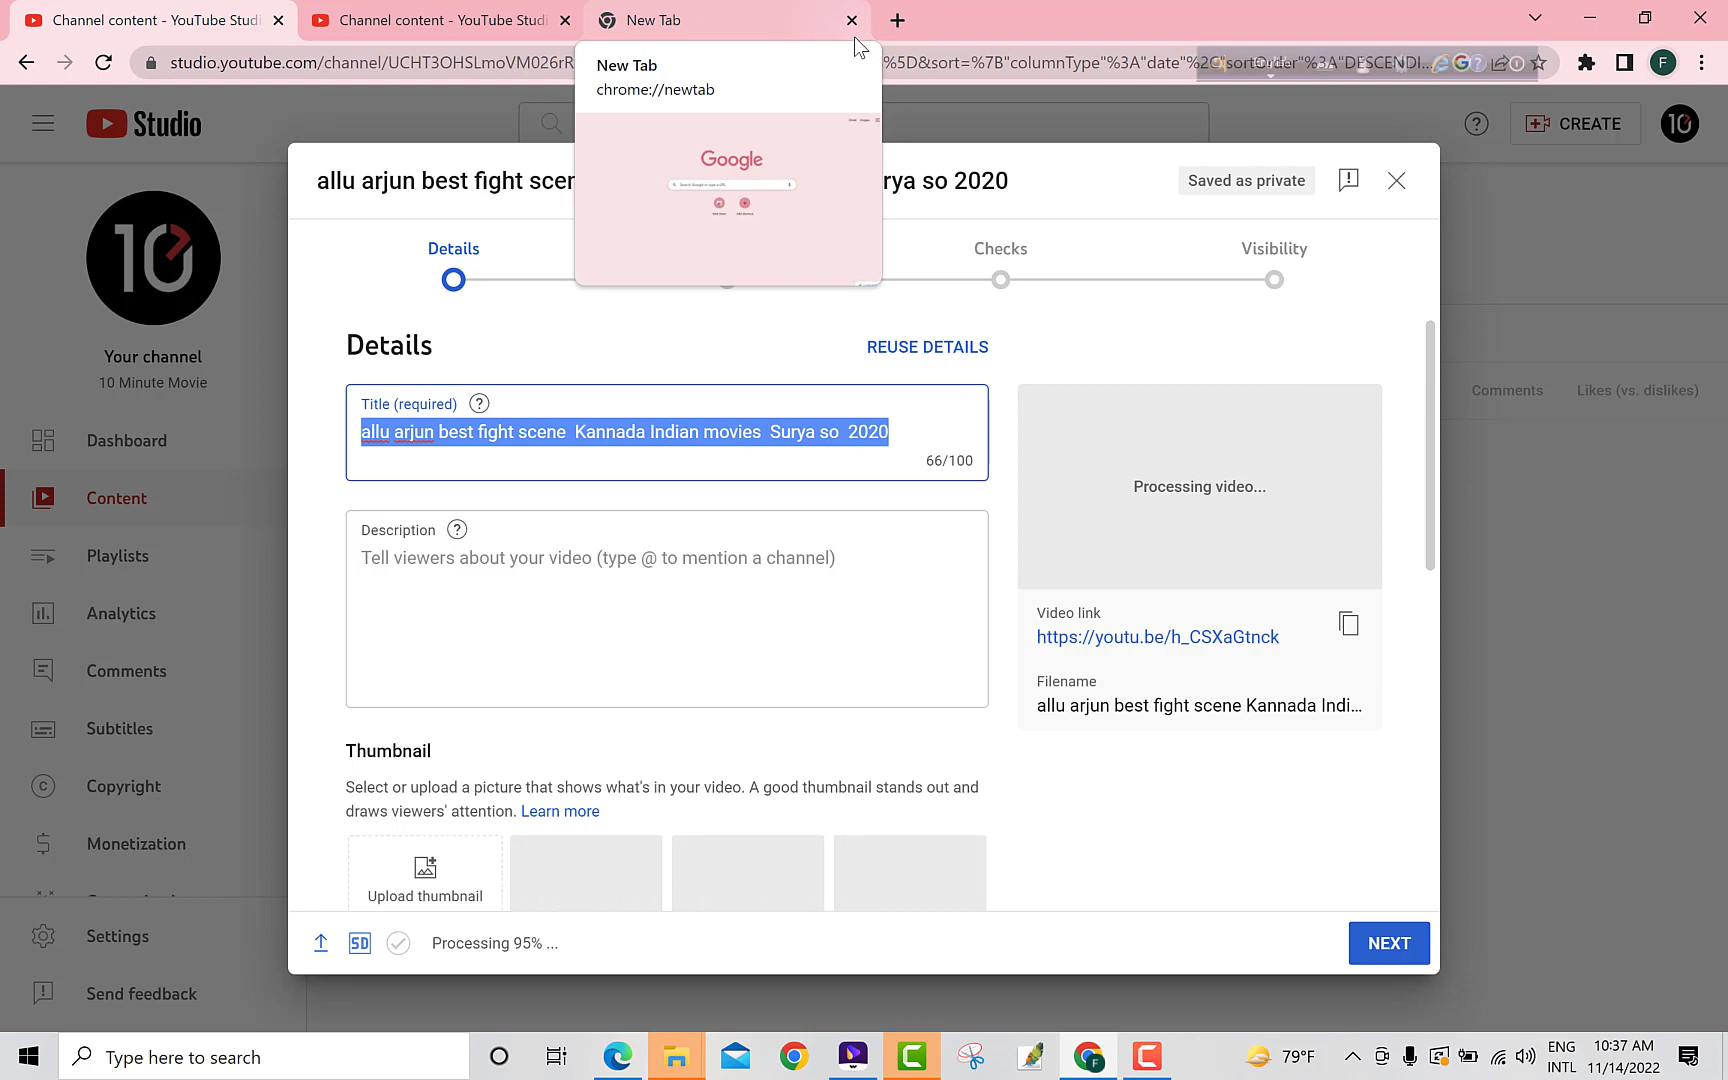 Channel content - YouTube Studi
Channel content - YouTube Studi
New Tab
studio.youtube.com/channel/UCHT3OHSLmoVM026rR
%5D&sort=%7B"columnType"%3A"date"%2C"sort
DESCENDI...
New Tab
chrome://newtab
Google
Studio
CREATE
10
allu arjun best fight scen
rya so 2020
Saved as private
Details
Checks
Visibility
10
Your channel
10 Minute Movie
Dashboard
Content
Playlists
Analytics
Comments
Subtitles
Copyright
Monetization
Settings
Send feedback
Comments
Likes (vs. dislikes)
Details
REUSE DETAILS
Title (required)
allu arjun best fight scene  Kannada Indian movies  Surya so  2020
66/100
Description
Tell viewers about your video (type @ to mention a channel)
Processing video...
Video link
https://youtu.be/h_CSXaGtnck
Filename
allu arjun best fight scene Kannada Indi...
Thumbnail
Select or upload a picture that shows what's in your video. A good thumbnail stands out and
draws viewers' attention. Learn more
Upload thumbnail
SD
Processing 95% ...
NEXT
Type here to search
79°F
ENG
INTL
10:37 AM
11/14/2022